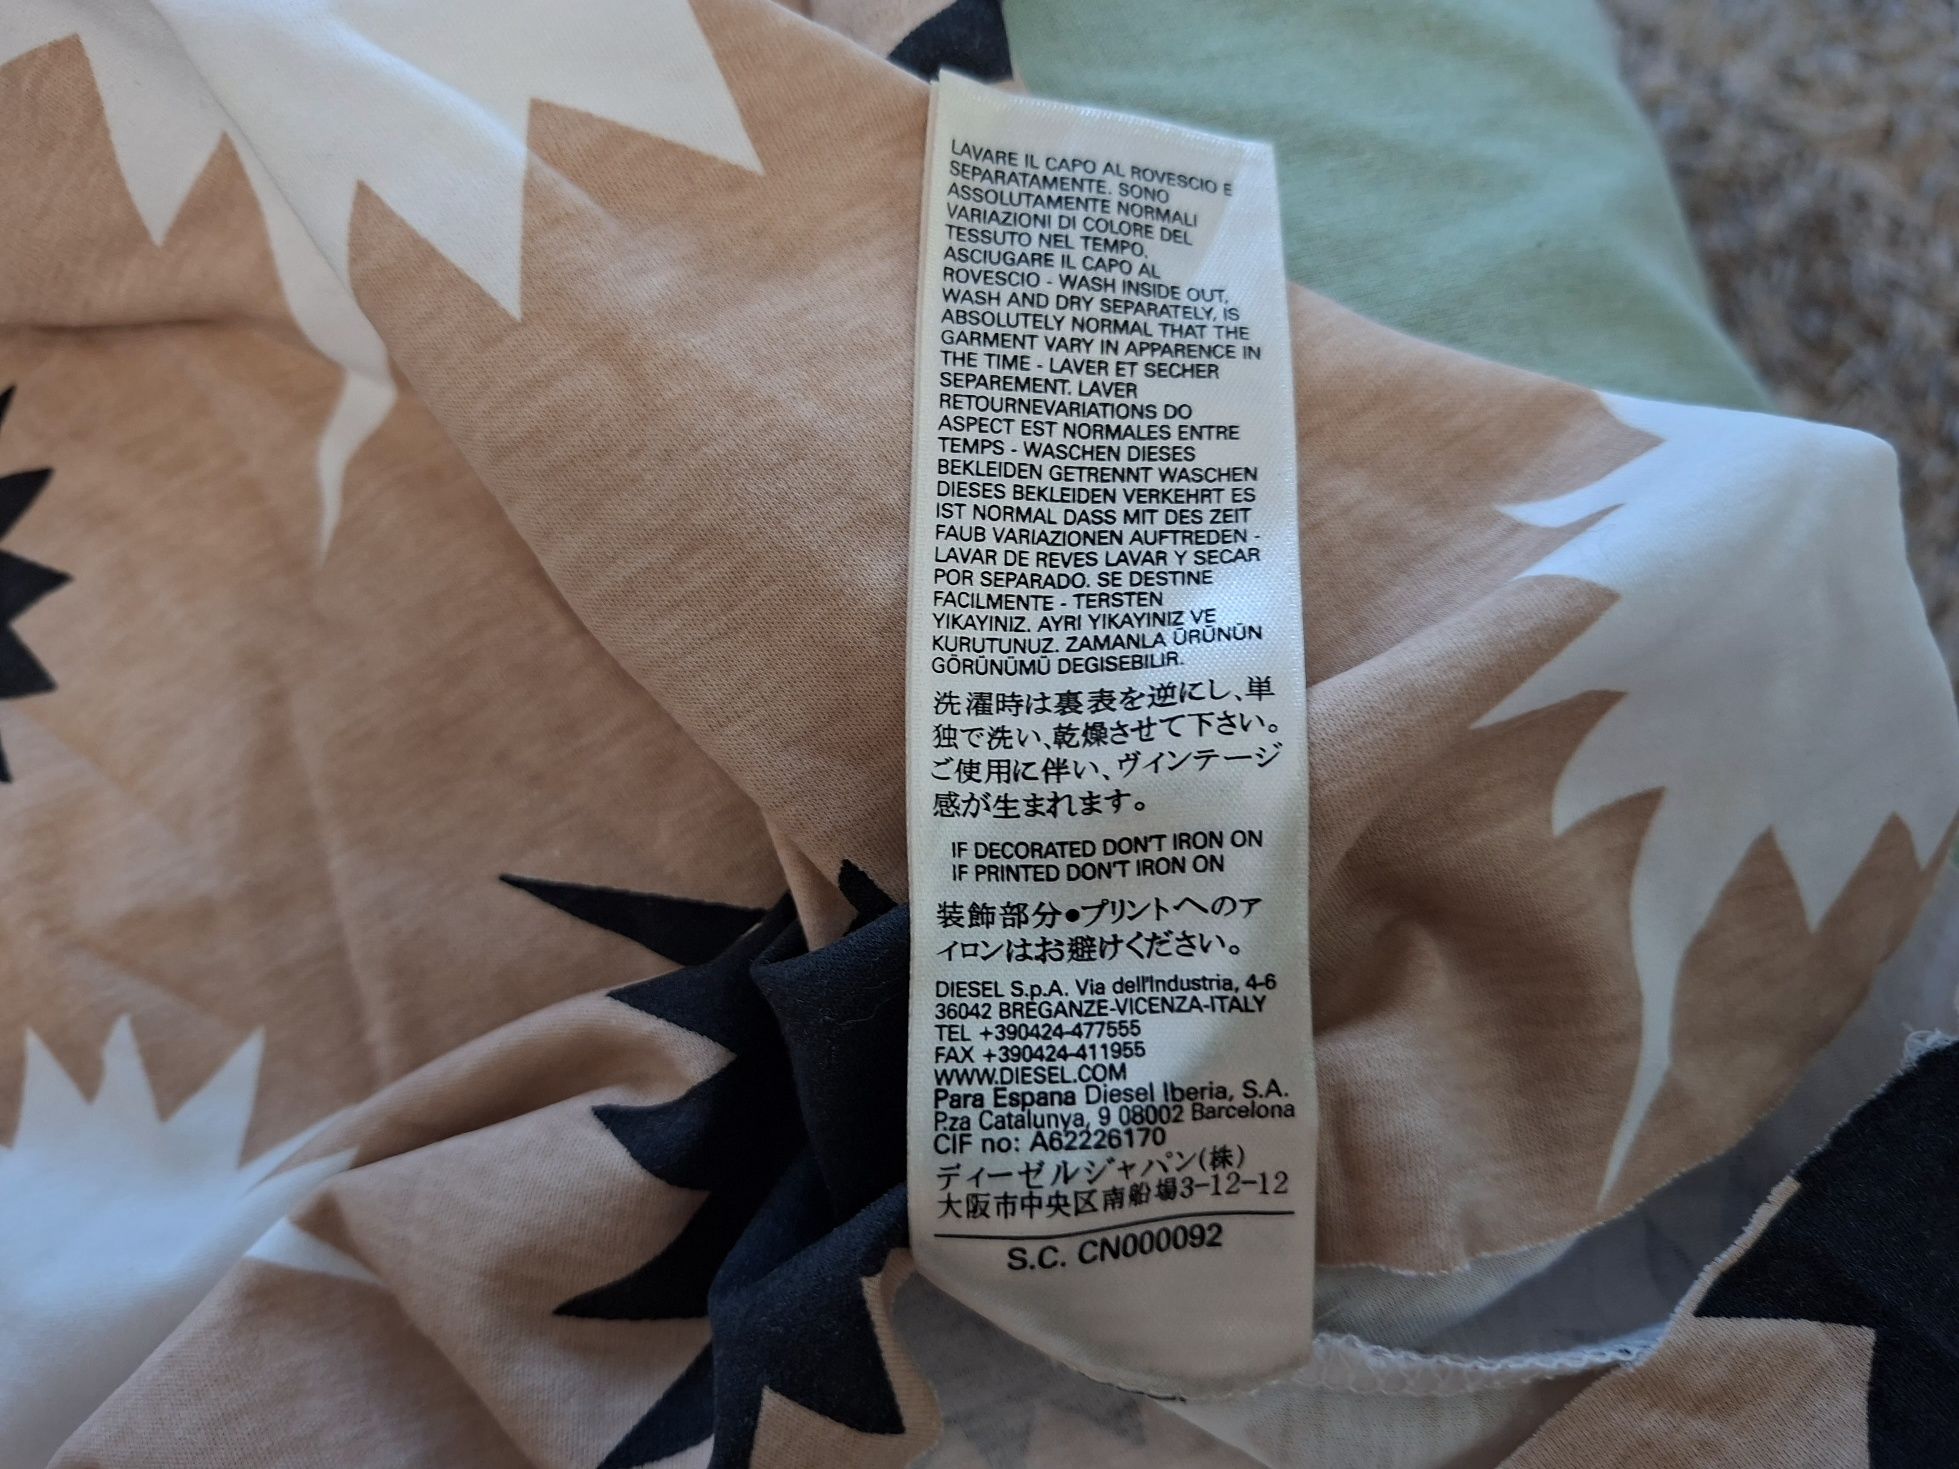 LAVARE IL CAPO AL ROVESCIO E
SEPARATAMENTE. SONO
ASSOLUTAMENTE NORMALI
VARIAZIONI DI COLORE DEL
TESSUTO NEL TEMPO.
ASCIUGARE IL CAPO AL
ROVESCIO - WASH INSIDE OUT,
WASH AND DRY SEPARATELY, IS
ABSOLUTELY NORMAL THAT THE
GARMENT VARY IN APPARENCE IN
THE TIME - LAVER ET SECHER
SEPAREMENT. LAVER
RETOURNEVARIATIONS DO
ASPECT EST NORMALES ENTRE
TEMPS - WASCHEN DIESES
BEKLEIDEN GETRENNT WASCHEN
DIESES BEKLEIDEN VERKEHRT ES
IST NORMAL DASS MIT DES ZEIT
FAUB VARIAZIONEN AUFTREDEN -
LAVAR DE REVES LAVAR Y SECAR
POR SEPARADO. SE DESTINE
FACILMENTE - TERSTEN
YIKAYINIZ. AYRI YIKAYINIZ VE
KURUTUNUZ. ZAMANLA ÜRÜNÜN
GÖRÜNÜMÜ DEGISEBILIR.
洗濯時は裏表を逆にし、単
独で洗い、乾燥させて下さい。
ご使用に伴い、ヴィンテージ
感が生まれます。
IF DECORATED DON'T IRON ON
IF PRINTED DON'T IRON ON
装飾部分●プリントへのア
イロンはお避けください。
DIESEL S.p.A. Via dell'Industria, 4-6
36042 BREGANZE-VICENZA-ITALY
TEL +390424-477555
FAX +390424-411955
WWW.DIESEL.COM
Para Espana Diesel Iberia, S.A.
P.za Catalunya, 9 08002 Barcelona
CIF no: A62226170
ディーゼルジャパン(株)
大阪市中央区南船場3-12-12
S.C. CN000092